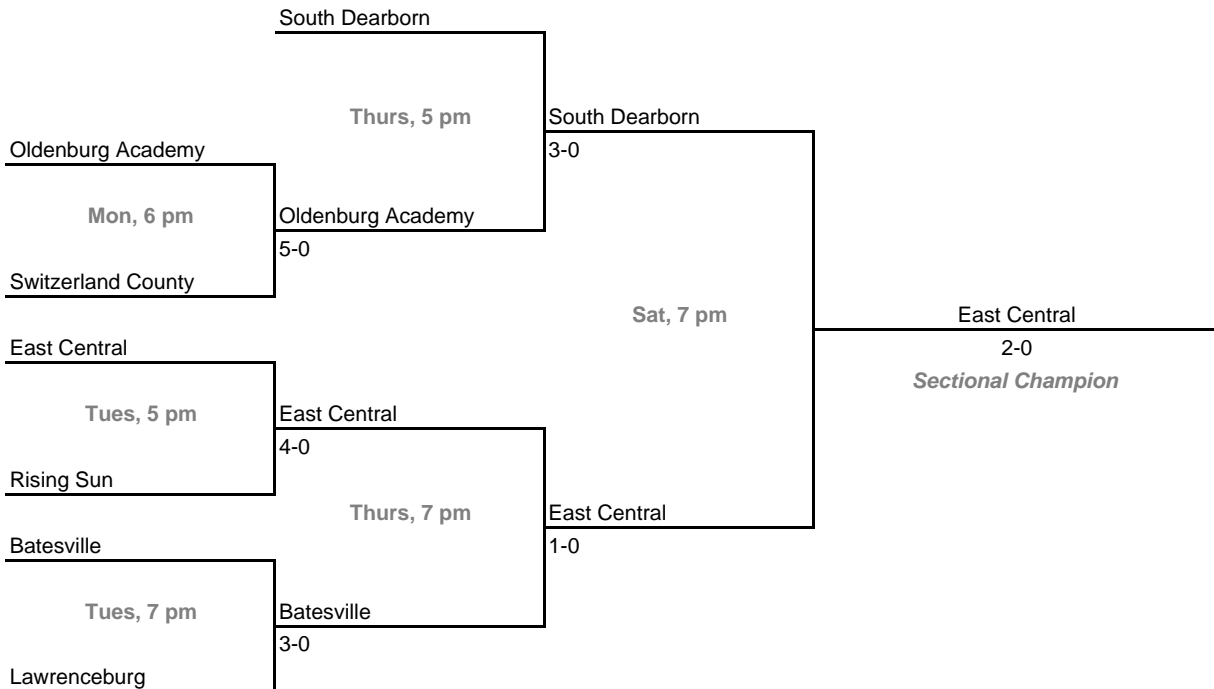 South Dearborn
Thurs, 5 pm
South Dearborn
Oldenburg Academy
3-0
Mon, 6 pm
Oldenburg Academy
5-0
Switzerland County
Sat, 7 pm
East Central
East Central
2-0
Sectional Champion
Tues, 5 pm
East Central
4-0
Rising Sun
Thurs, 7 pm
East Central
Batesville
1-0
Tues, 7 pm
Batesville
3-0
Lawrenceburg